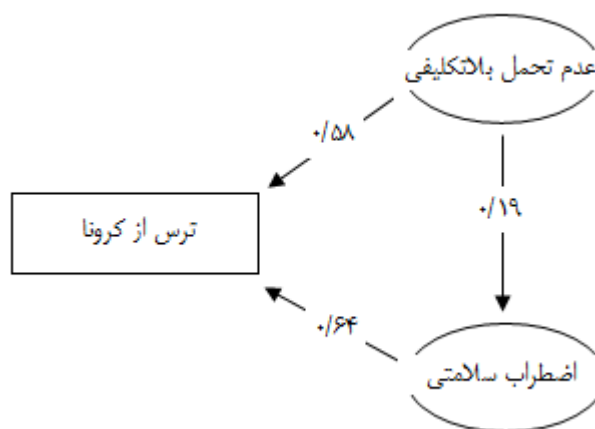 عدم تحمل بلاتکلیفی
۰/۵۸
۰/۱۹
ترس از کرونا
۰/۶۴
اضطراب سلامتی